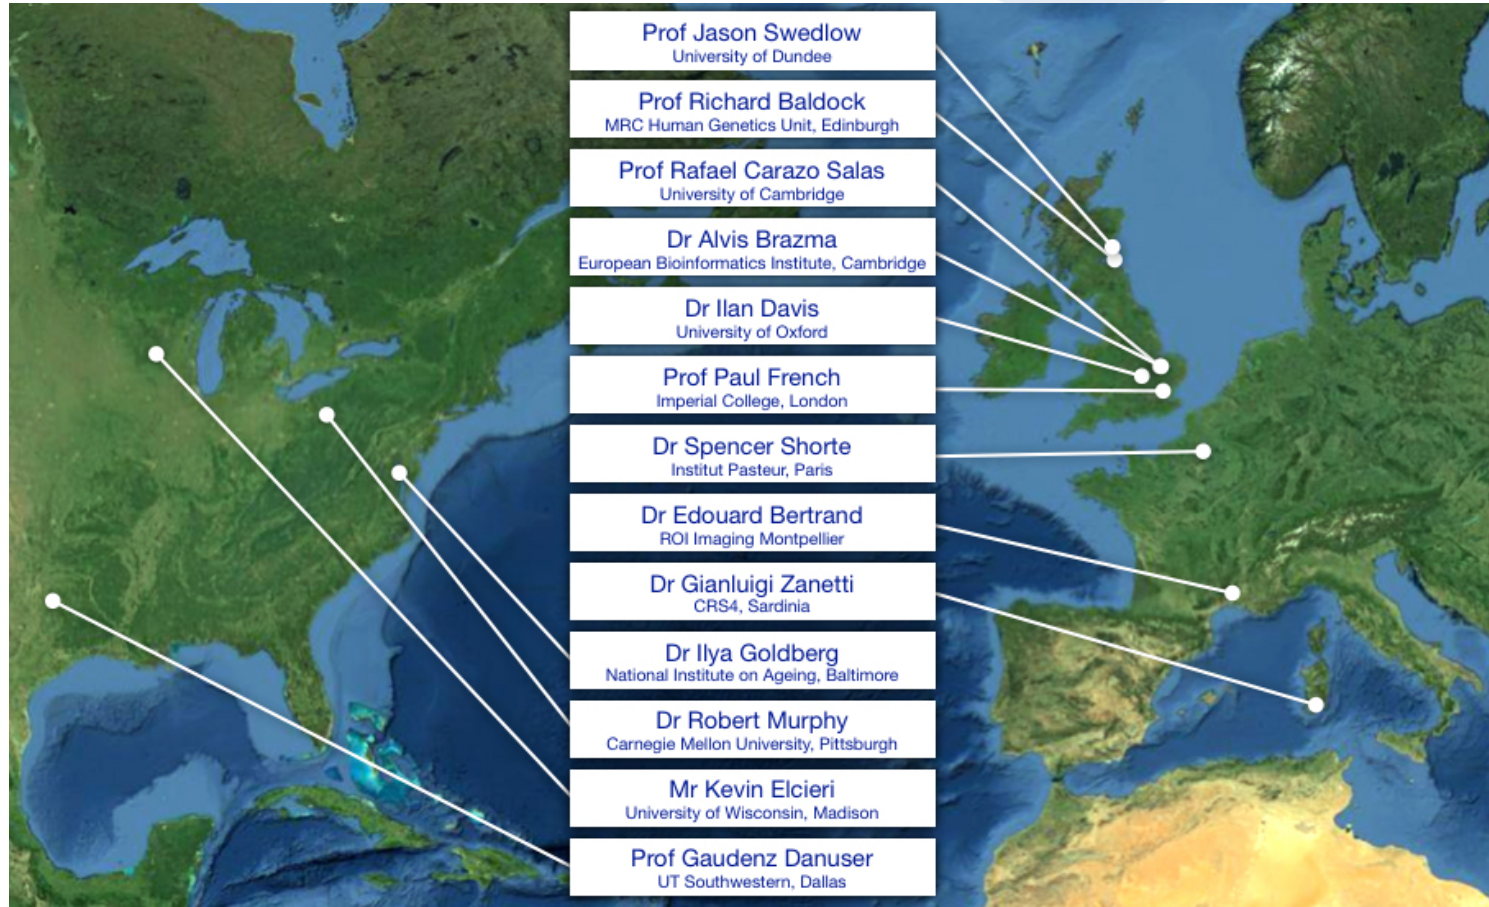 Prof Jason Swedlow
University of Dundee
Prof Richard Baldock
MRC Human Genetics Unit, Edinburgh
Prof Rafael Carazo Salas
University of Cambridge
Dr Alvis Brazma
European Bioinformatics Institute, Cambridge
Dr Ilan Davis
University of Oxford
Prof Paul French
Imperial College, London
Dr Spencer Shorte
Institut Pasteur, Paris
Dr Edouard Bertrand
ROI Imaging Montpellier
Dr Gianluigi Zanetti
CRS4, Sardinia
Dr Ilya Goldberg
National Institute on Ageing, Baltimore
Dr Robert Murphy
Carnegie Mellon University, Pittsburgh
Mr Kevin Elcieri
University of Wisconsin, Madison
Prof Gaudenz Danuser
UT Southwestern, Dallas